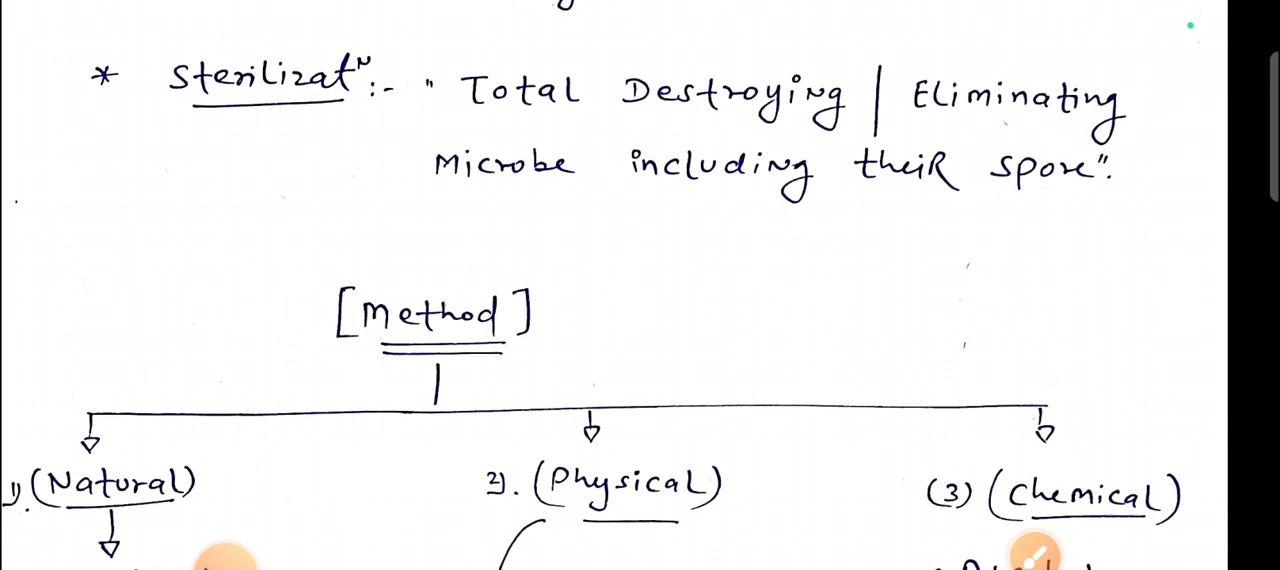 * Sterilizatⁿ:- " Total Destroying | Eliminating
Microbe including their spore".
[Method]
1). (Natural)
2). (Physical)
(3) (Chemical)